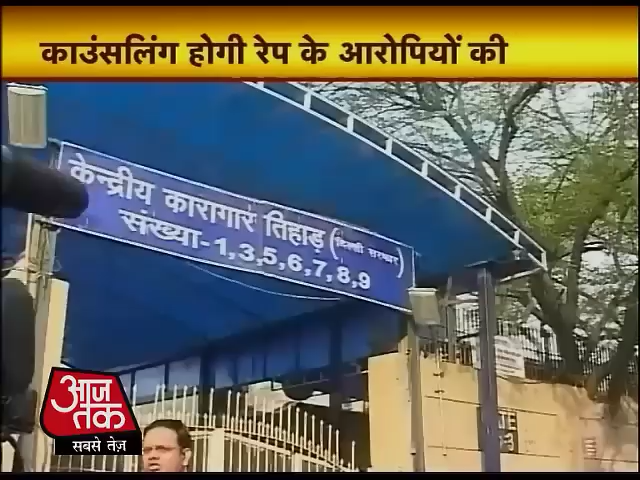 काउंसलिंग होगी रेप के आरोपियों की
केन्द्रीय कारागार तिहाड़ (दिल्ली सरकार)
संख्या-1,3,5,6,7,8,9
आज
तक
सबसे तेज़